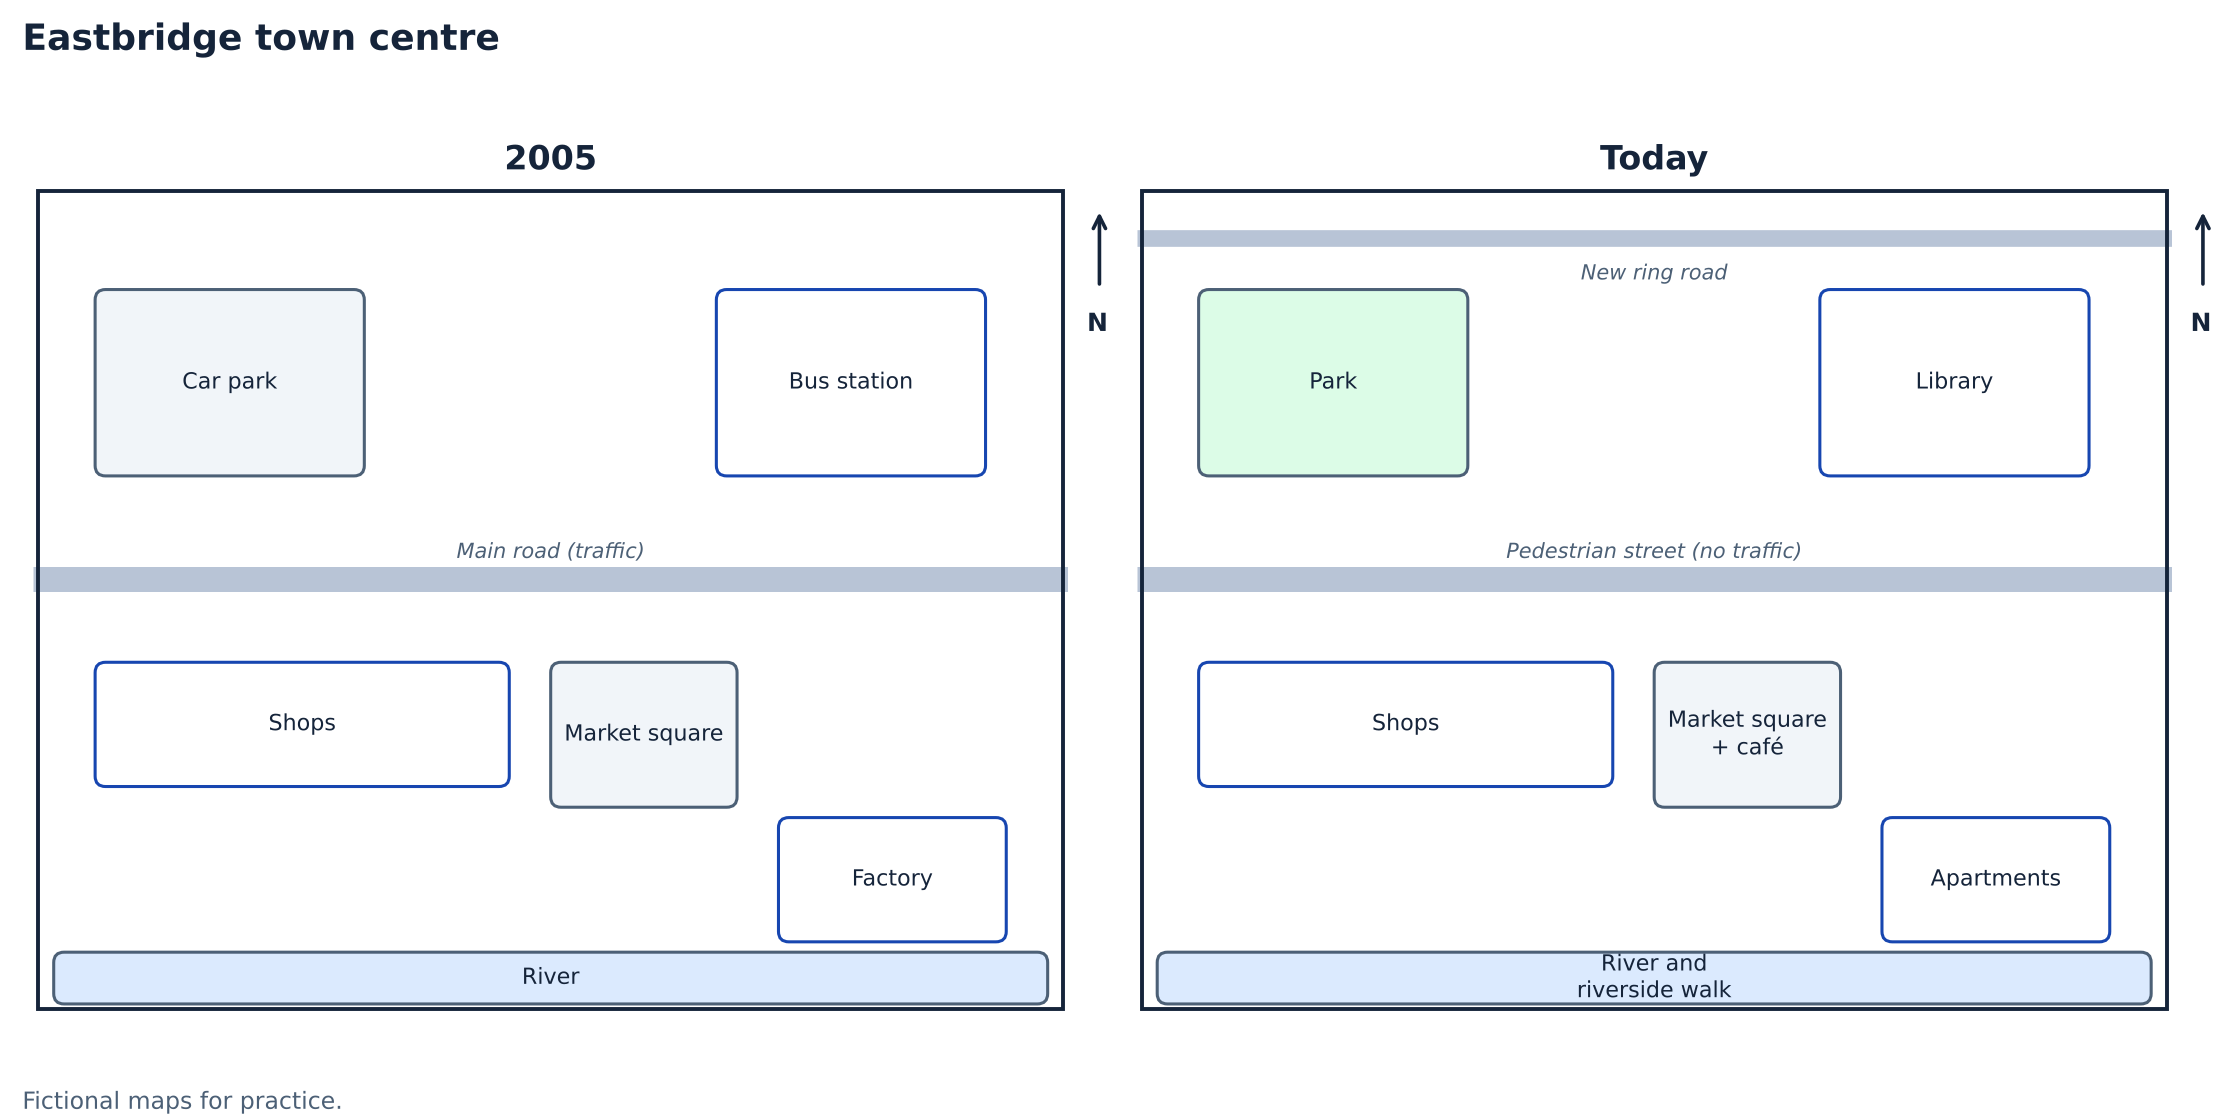 Eastbridge town centre
2005
Car park
Bus station
N
Main road (traffic)
Shops
Market square
Factory
River
Today
New ring road
Park
Library
N
Pedestrian street (no traffic)
Shops
Market square
+ café
Apartments
River and
riverside walk
Fictional maps for practice.